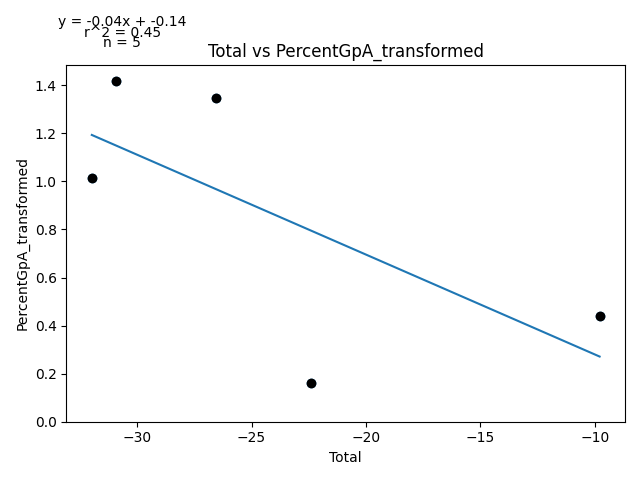 y = -0.04x + -0.14
r^2 = 0.45
n = 5
Total vs PercentGpA_transformed
PercentGpA_transformed
1.4
1.2
1.0
0.8
0.6
0.4
0.2
0.0
−30
−25
−20
−15
−10
Total